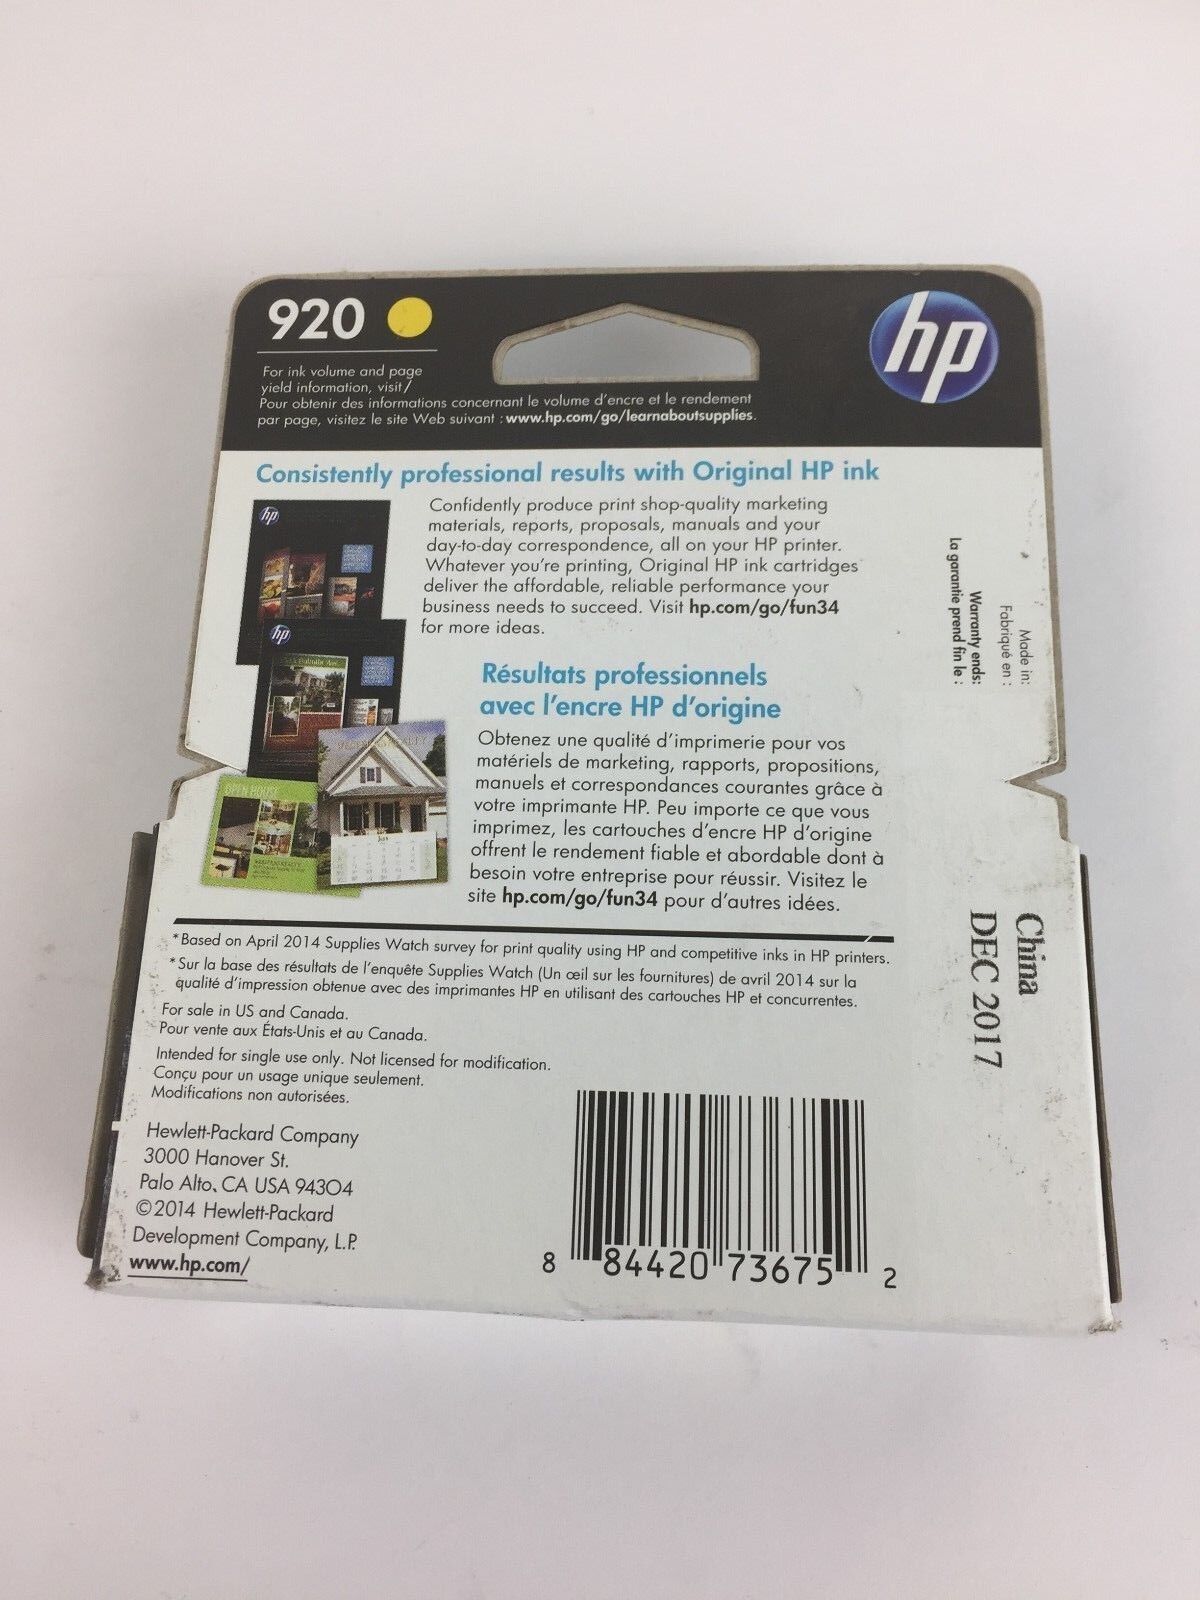 920
hp
For ink volume and page
yield information, visit/
Pour obtenir des informations concernant le volume d'encre et le rendement
par page, visitez le site Web suivant : www.hp.com/go/learnaboutsupplies.
Consistently professional results with Original HP ink
Confidently produce print shop-quality marketing
materials, reports, proposals, manuals and your
day-to-day correspondence, all on your HP printer.
Whatever you're printing, Original HP ink cartridges
deliver the affordable, reliable performance your
business needs to succeed. Visit hp.com/go/fun34
for more ideas.
hp
hp
OPEN HOUSE
Résultats professionnels
avec l'encre HP d'origine
Obtenez une qualité d'imprimerie pour vos
matériels de marketing, rapports, propositions,
manuels et correspondances courantes grâce à
votre imprimante HP. Peu importe ce que vous
imprimez, les cartouches d'encre HP d'origine
offrent le rendement fiable et abordable dont à
besoin votre entreprise pour réussir. Visitez le
site hp.com/go/fun34 pour d'autres idées.
Made in:
Fabriqué en :
Warranty ends:
La garantie prend fin le :
China
DEC 2017
*Based on April 2014 Supplies Watch survey for print quality using HP and competitive inks in HP printers.
*Sur la base des résultats de l'enquête Supplies Watch (Un œil sur les fournitures) de avril 2014 sur la
qualité d'impression obtenue avec des imprimantes HP en utilisant des cartouches HP et concurrentes.
For sale in US and Canada.
Pour vente aux États-Unis et au Canada.
Intended for single use only. Not licensed for modification.
Conçu pour un usage unique seulement.
Modifications non autorisées.
Hewlett-Packard Company
3000 Hanover St.
Palo Alto, CA USA 94304
©2014 Hewlett-Packard
Development Company, L.P.
www.hp.com/
8 84420 73675 2